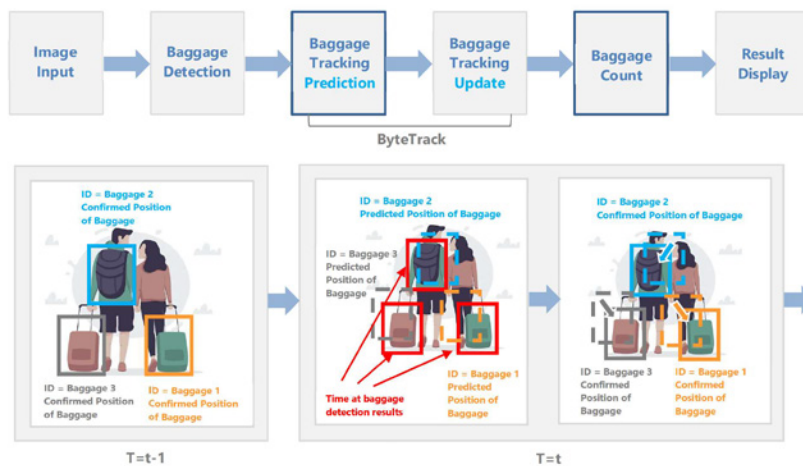 Image
Input
Baggage
Detection
Baggage
Tracking
Prediction
Baggage
Tracking
Update
Baggage
Count
Result
Display
ByteTrack
ID = Baggage 2
Confirmed Position
of Baggage
ID = Baggage 3
Confirmed Position
of Baggage
ID = Baggage 1
Confirmed Position
of Baggage
T=t-1
ID = Baggage 2
Predicted Position of Baggage
ID = Baggage 3
Predicted
Position of
Baggage
Time at baggage
detection results
ID = Baggage 1
Predicted
Position of
Baggage
ID = Baggage 2
Confirmed Position of Baggage
ID = Baggage 3
Confirmed
Position of
Baggage
ID = Baggage 1
Confirmed
Position of
Baggage
T=t